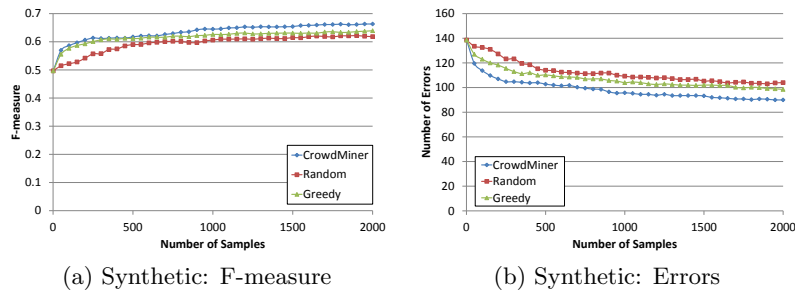 0.7
0.6
0.5
0.4
0.3
0.2
0.1
0
F-measure
0
500
1000
1500
2000
Number of Samples
CrowdMiner
Random
Greedy
(a) Synthetic: F-measure
160
140
120
100
80
60
40
20
0
Number of Errors
0
500
1000
1500
2000
Number of Samples
CrowdMiner
Random
Greedy
(b) Synthetic: Errors